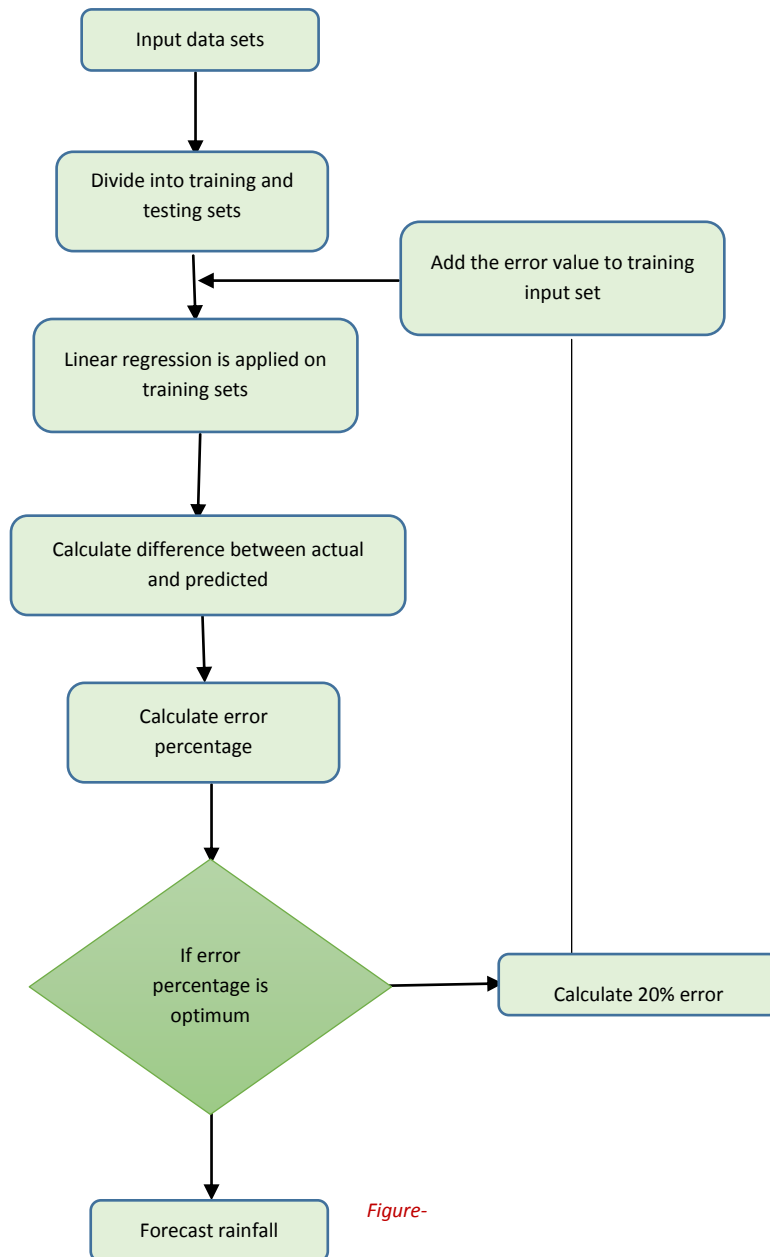 Input data sets
Divide into training and
testing sets
Add the error value to training
input set
Linear regression is applied on
training sets
Calculate difference between actual
and predicted
Calculate error
percentage
If error
percentage is
optimum
Calculate 20% error
Forecast rainfall
Figure-